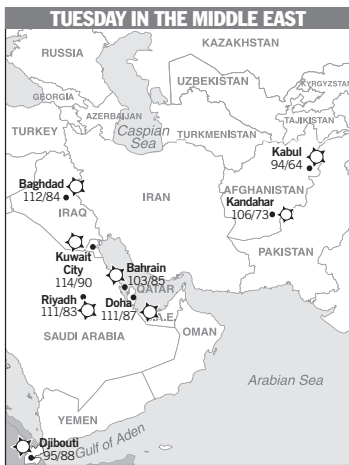 TUESDAY IN THE MIDDLE EAST
KAZAKHSTAN
RUSSIA
UZBEKISTAN
KYRGYZSTAN
GEORGIA
TAJIKISTAN
AZERBAIJAN
TURKEY
Caspian
Sea
TURKMENISTAN
Kabul
94/64
Baghdad
112/84
IRAQ
IRAN
AFGHANISTAN
Kandahar
106/73
PAKISTAN
Kuwait
City
114/90
Bahrain
103/85
QATAR
Riyadh
111/83
Doha
111/87
U.A.E.
OMAN
SAUDI ARABIA
Arabian Sea
YEMEN
Djibouti
95/88
Gulf of Aden